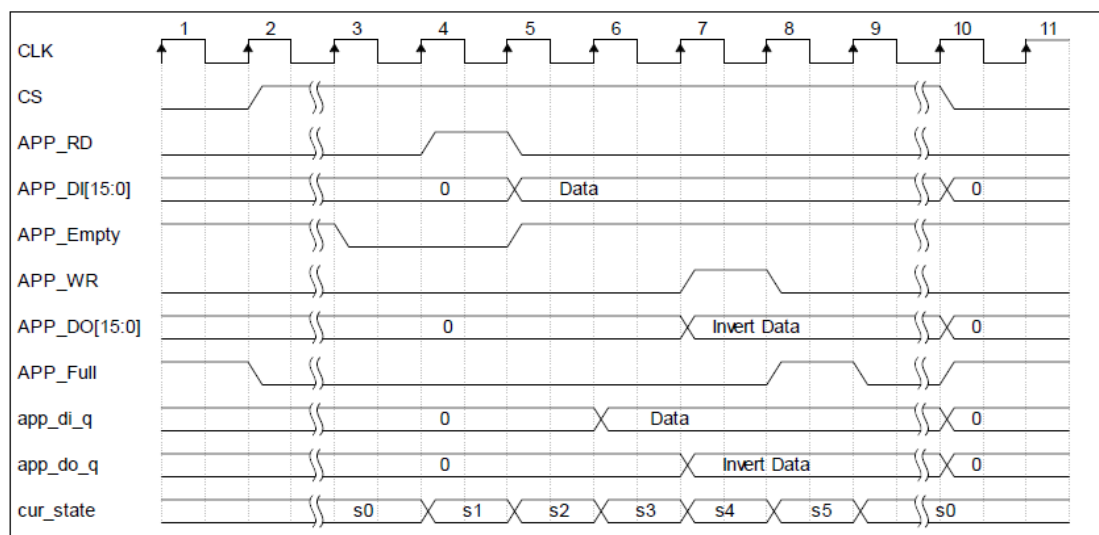 1 2 3 4 5 6 7 8 9 10 11
CLK
CS
APP_RD
APP_DI[15:0] 0 Data 0
APP_Empty
APP_WR
APP_DO[15:0] 0 Invert Data 0
APP_Full
app_di_q 0 Data 0
app_do_q 0 Invert Data 0
cur_state s0 s1 s2 s3 s4 s5 s0